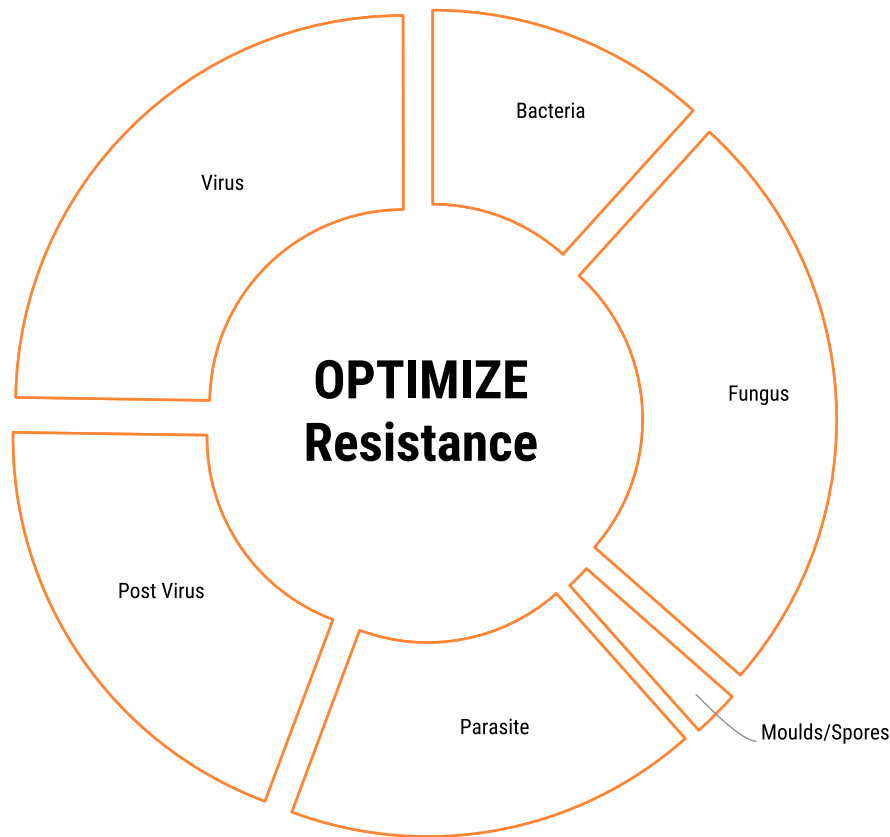 Bacteria
Virus
OPTIMIZE
Resistance
Fungus
Post Virus
Parasite
Moulds/Spores